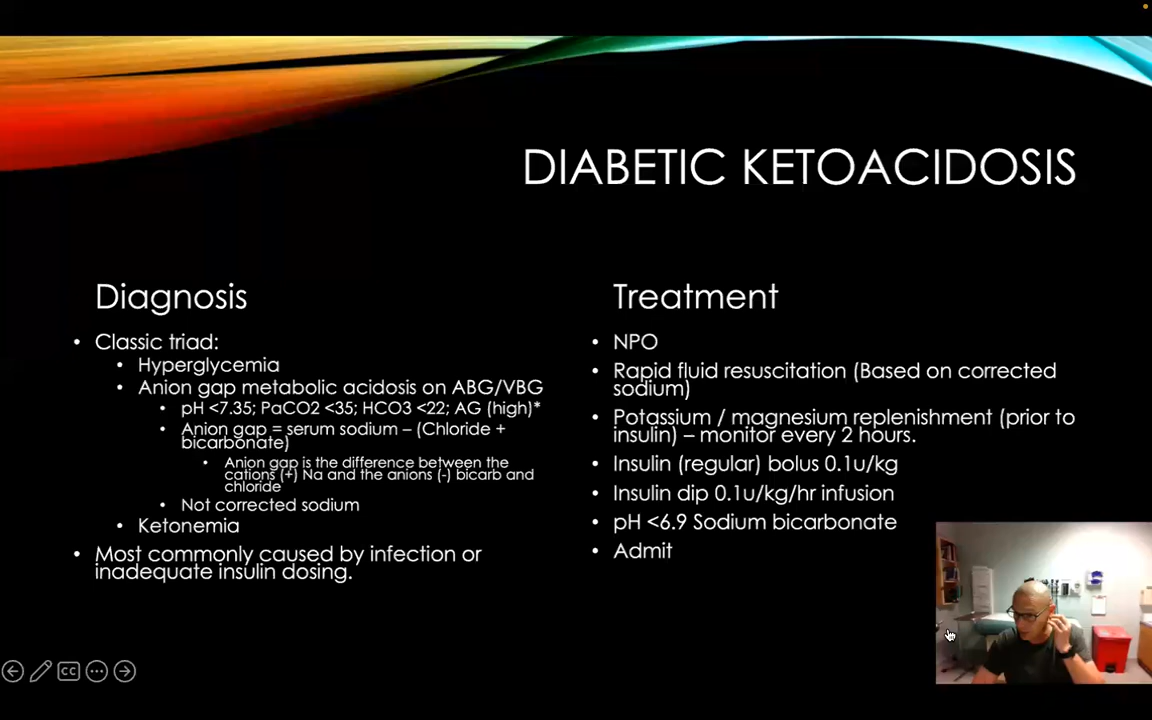 DIABETIC KETOACIDOSIS
Diagnosis
• Classic triad:
• Hyperglycemia
• Anion gap metabolic acidosis on ABG/VBG
• pH <7.35; PaCO2 <35; HCO3 <22; AG (high)*
• Anion gap = serum sodium – (Chloride +
bicarbonate)
• Anion gap is the difference between the
cations (+) Na and the anions (-) bicarb and
chloride
• Not corrected sodium
• Ketonemia
• Most commonly caused by infection or
inadequate insulin dosing.
Treatment
• NPO
• Rapid fluid resuscitation (Based on corrected
sodium)
• Potassium / magnesium replenishment (prior to
insulin) – monitor every 2 hours.
• Insulin (regular) bolus 0.1u/kg
• Insulin dip 0.1u/kg/hr infusion
• pH <6.9 Sodium bicarbonate
• Admit
CC